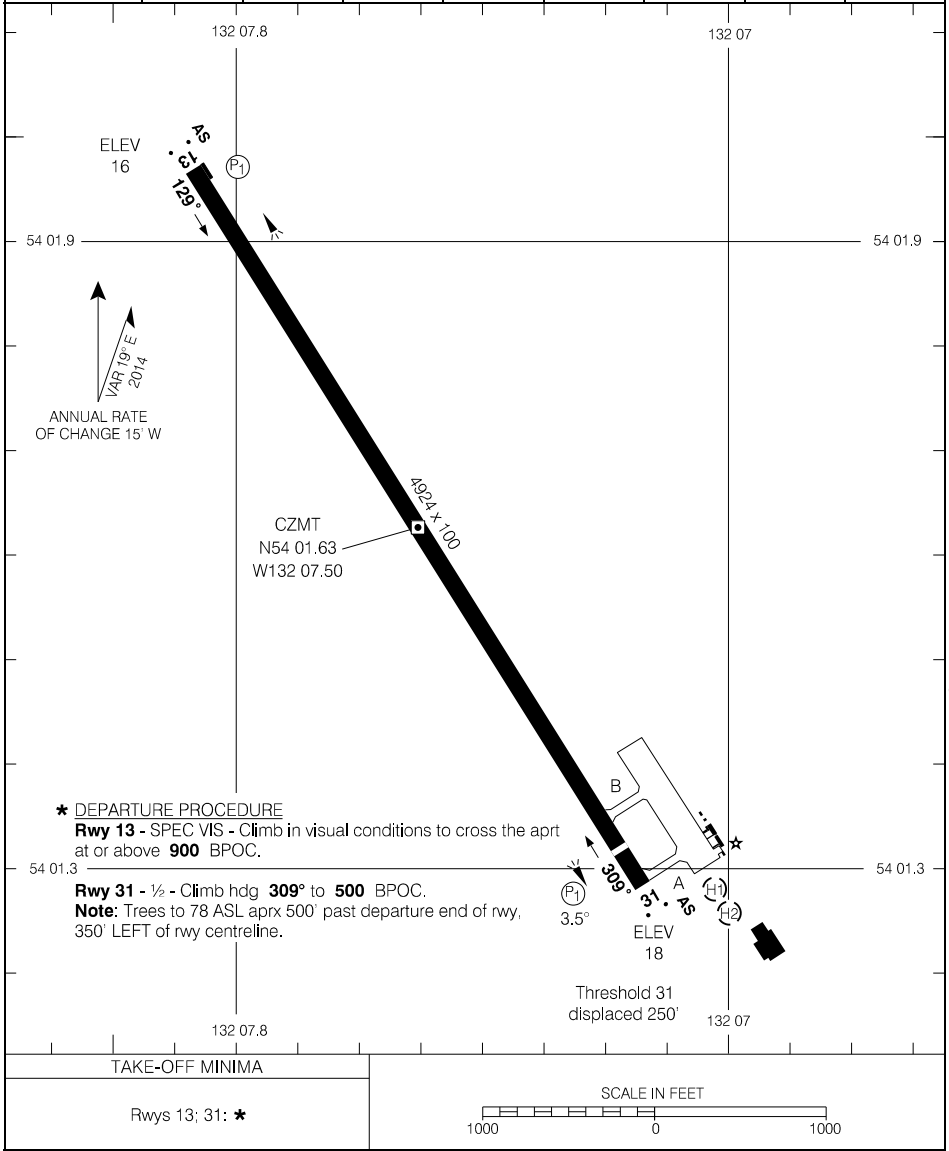 132 07.8
132 07
ELEV
16
AS
13
P1
129°
54 01.9
54 01.9
VAR 19° E
2014
ANNUAL RATE
OF CHANGE 15' W
4924 x 100
CZMT
N54 01.63
W132 07.50
B
* DEPARTURE PROCEDURE
Rwy 13 - SPEC VIS - Climb in visual conditions to cross the aprt
at or above 900 BPOC.
54 01.3
54 01.3
Rwy 31 - ½ - Climb hdg 309° to 500 BPOC.
Note: Trees to 78 ASL aprx 500' past departure end of rwy,
350' LEFT of rwy centreline.
P1
3.5°
309°
31
AS
A
H1
H2
ELEV
18
Threshold 31
displaced 250'
132 07.8
132 07
TAKE-OFF MINIMA
Rwys 13; 31: *
SCALE IN FEET
1000
0
1000